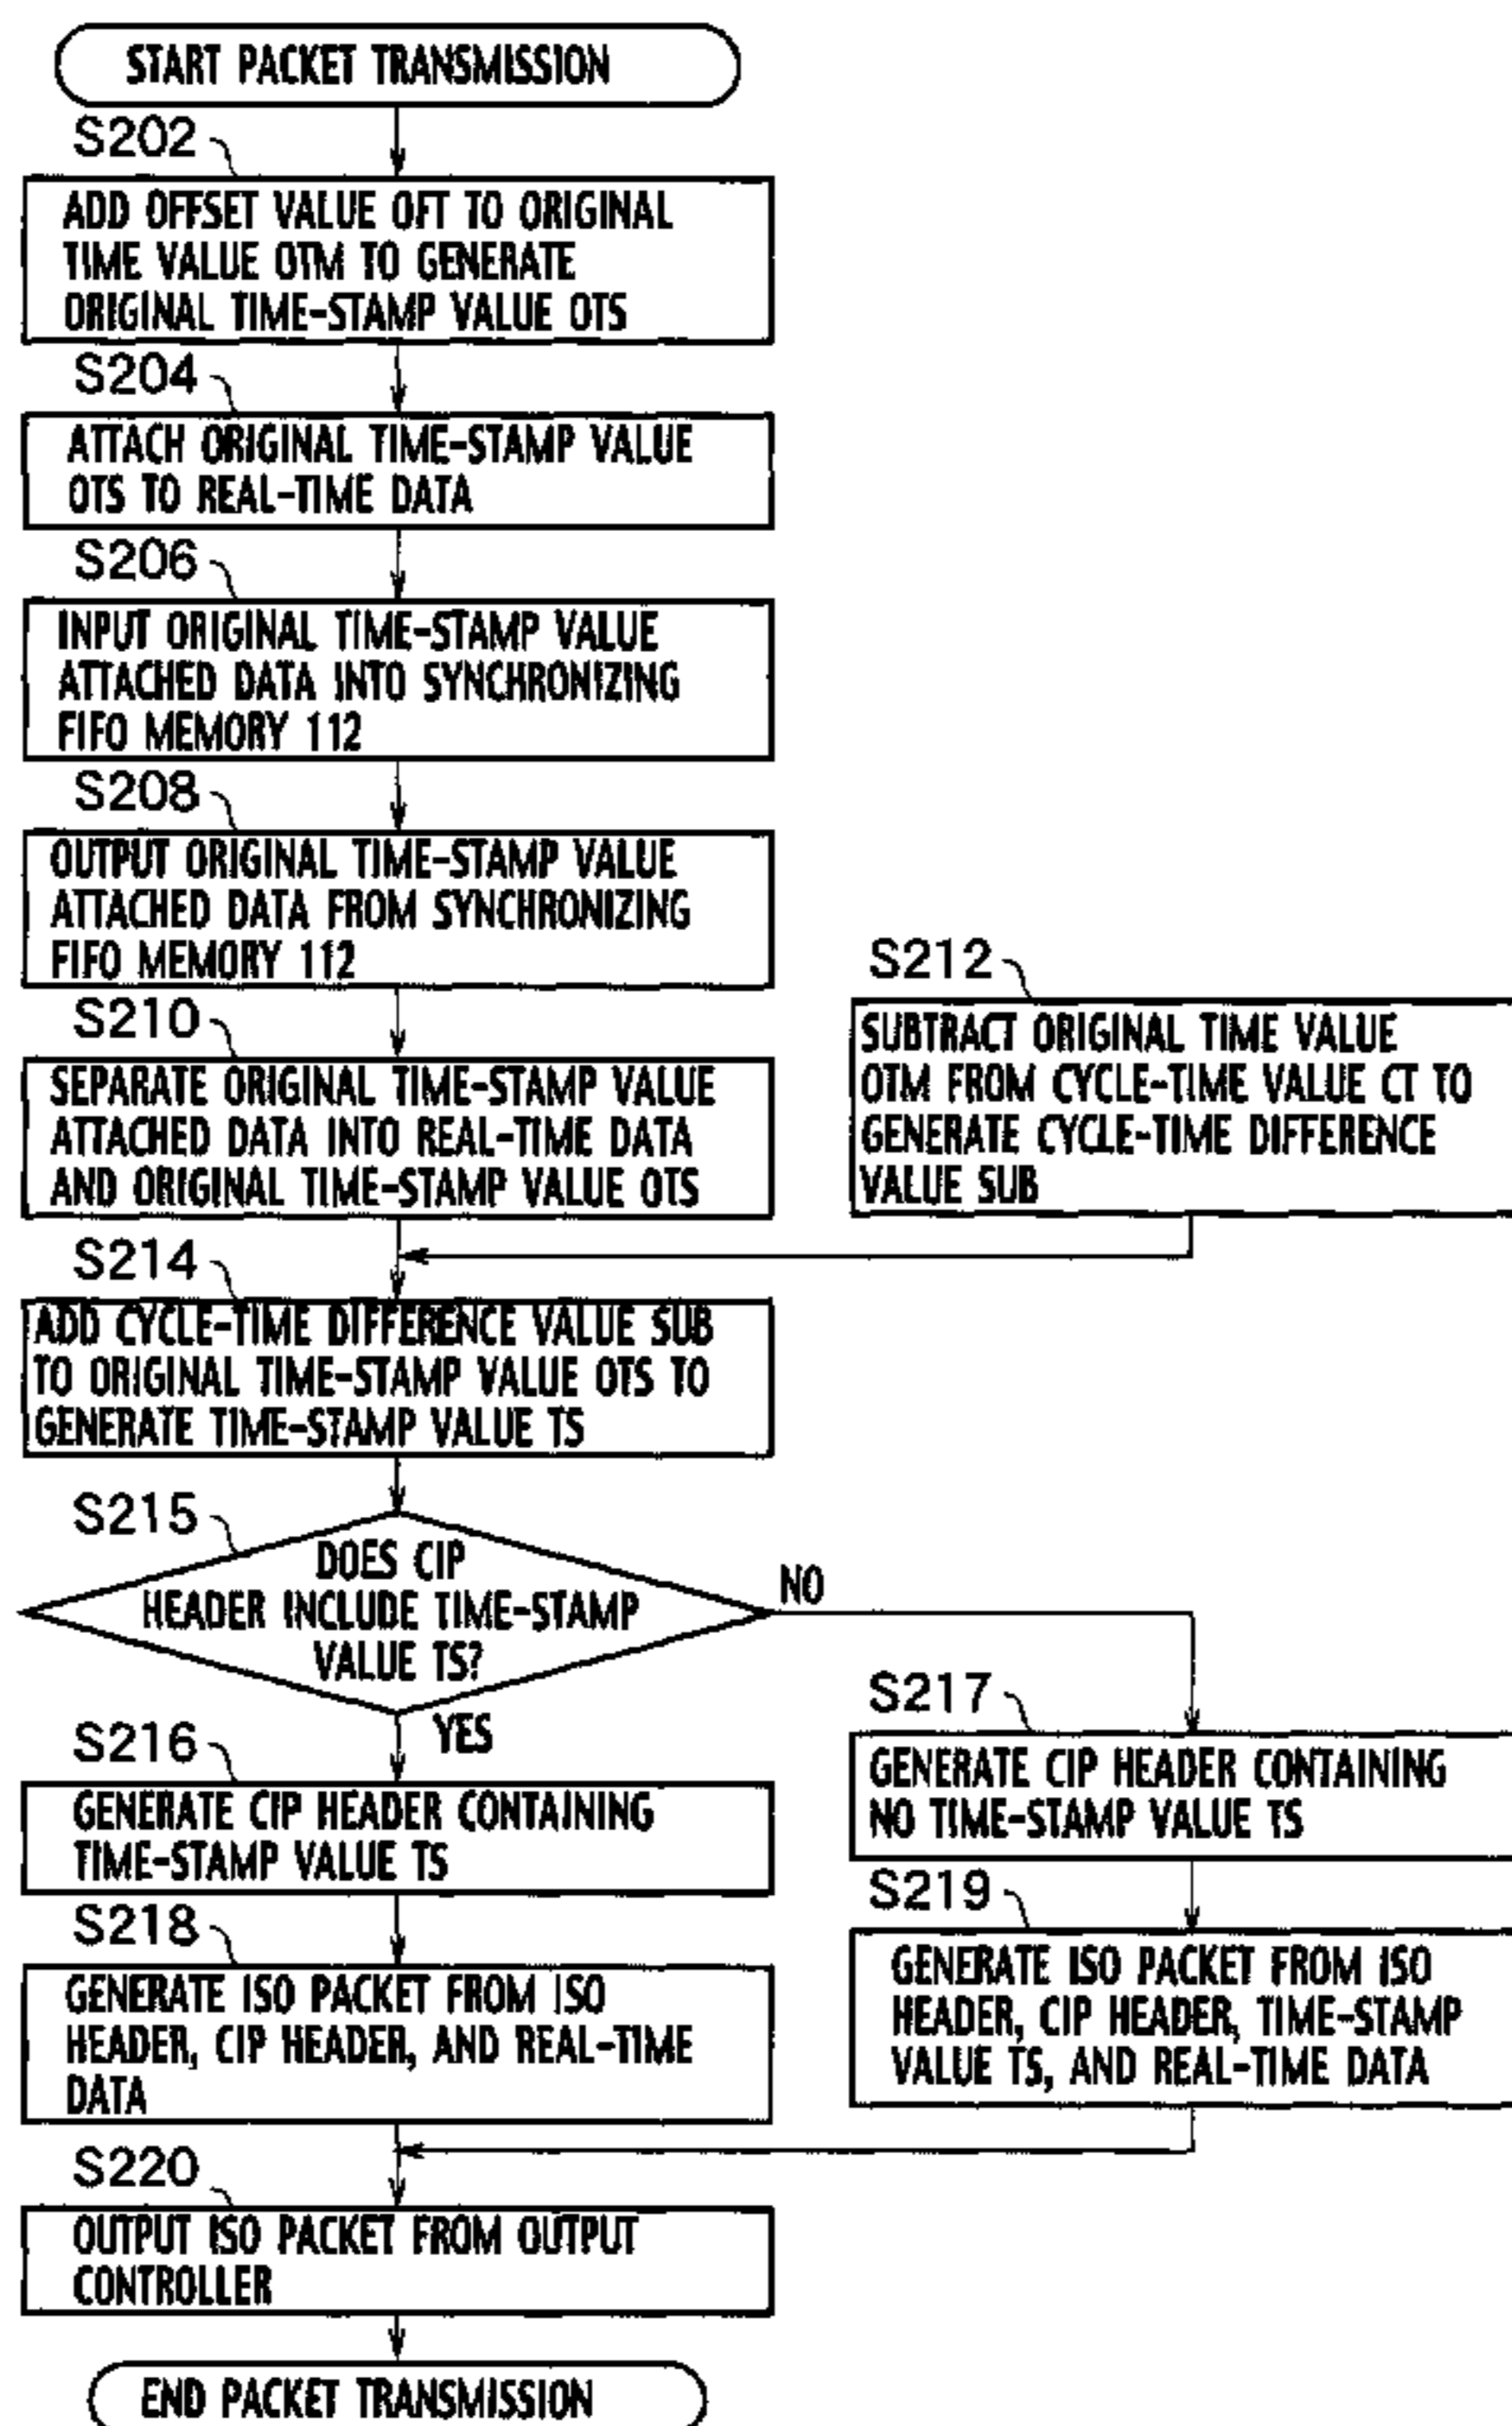 START PACKET TRANSMISSION
S202
ADD OFFSET VALUE OFT TO ORIGINAL
TIME VALUE OTM TO GENERATE
ORIGINAL TIME-STAMP VALUE OTS
S204
ATTACH ORIGINAL TIME-STAMP VALUE
OTS TO REAL-TIME DATA
S206
INPUT ORIGINAL TIME-STAMP VALUE
ATTACHED DATA INTO SYNCHRONIZING
FIFO MEMORY 112
S208
OUTPUT ORIGINAL TIME-STAMP VALUE
ATTACHED DATA FROM SYNCHRONIZING
FIFO MEMORY 112
S210
SEPARATE ORIGINAL TIME-STAMP VALUE
ATTACHED DATA INTO REAL-TIME DATA
AND ORIGINAL TIME-STAMP VALUE OTS
S212
SUBTRACT ORIGINAL TIME VALUE
OTM FROM CYCLE-TIME VALUE CT TO
GENERATE CYCLE-TIME DIFFERENCE
VALUE SUB
S214
ADD CYCLE-TIME DIFFERENCE VALUE SUB
TO ORIGINAL TIME-STAMP VALUE OTS TO
GENERATE TIME-STAMP VALUE TS
S215
DOES CIP
HEADER INCLUDE TIME-STAMP
VALUE TS?
NO
YES
S216
GENERATE CIP HEADER CONTAINING
TIME-STAMP VALUE TS
S217
GENERATE CIP HEADER CONTAINING
NO TIME-STAMP VALUE TS
S218
GENERATE ISO PACKET FROM ISO
HEADER, CIP HEADER, AND REAL-TIME
DATA
S219
GENERATE ISO PACKET FROM ISO
HEADER, CIP HEADER, TIME-STAMP
VALUE TS, AND REAL-TIME DATA
S220
OUTPUT ISO PACKET FROM OUTPUT
CONTROLLER
END PACKET TRANSMISSION